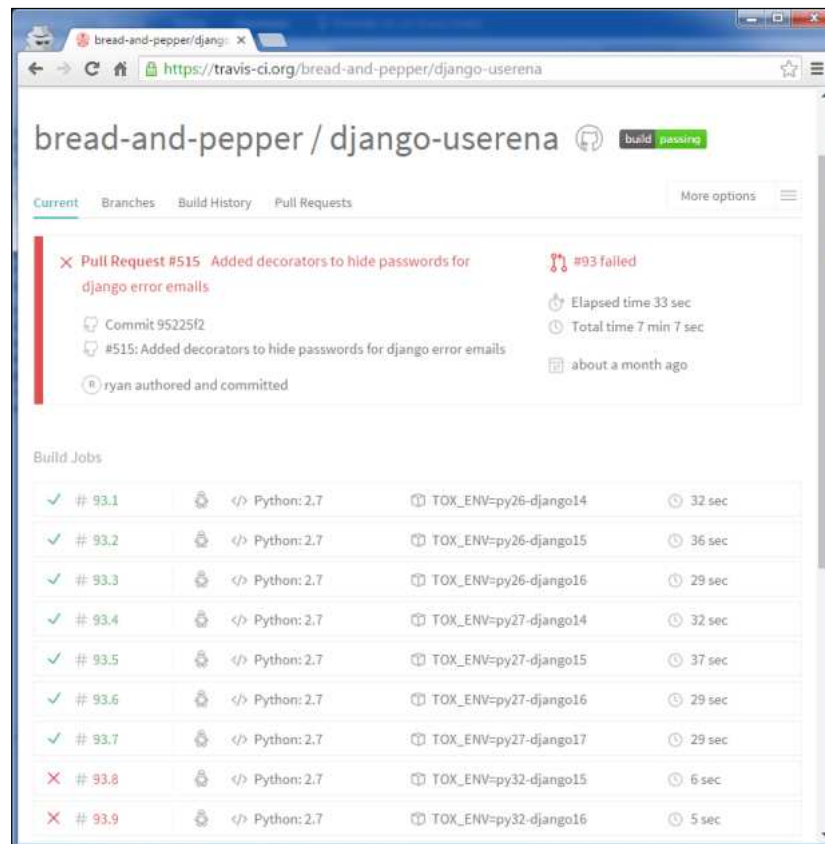 bread-and-pepper/djang
https://travis-ci.org/bread-and-pepper/django-userena
bread-and-pepper / django-userena build passing
Current Branches Build History Pull Requests More options
Pull Request #515 Added decorators to hide passwords for
django error emails
#93 failed
Commit 95225f2
Elapsed time 33 sec
#515: Added decorators to hide passwords for django error emails
Total time 7 min 7 sec
R ryan authored and committed
about a month ago
Build Jobs
# 93.1 </> Python: 2.7 TOX_ENV=py26-django14 32 sec
# 93.2 </> Python: 2.7 TOX_ENV=py26-django15 36 sec
# 93.3 </> Python: 2.7 TOX_ENV=py26-django16 29 sec
# 93.4 </> Python: 2.7 TOX_ENV=py27-django14 32 sec
# 93.5 </> Python: 2.7 TOX_ENV=py27-django15 37 sec
# 93.6 </> Python: 2.7 TOX_ENV=py27-django16 29 sec
# 93.7 </> Python: 2.7 TOX_ENV=py27-django17 29 sec
# 93.8 </> Python: 2.7 TOX_ENV=py32-django15 6 sec
# 93.9 </> Python: 2.7 TOX_ENV=py32-django16 5 sec